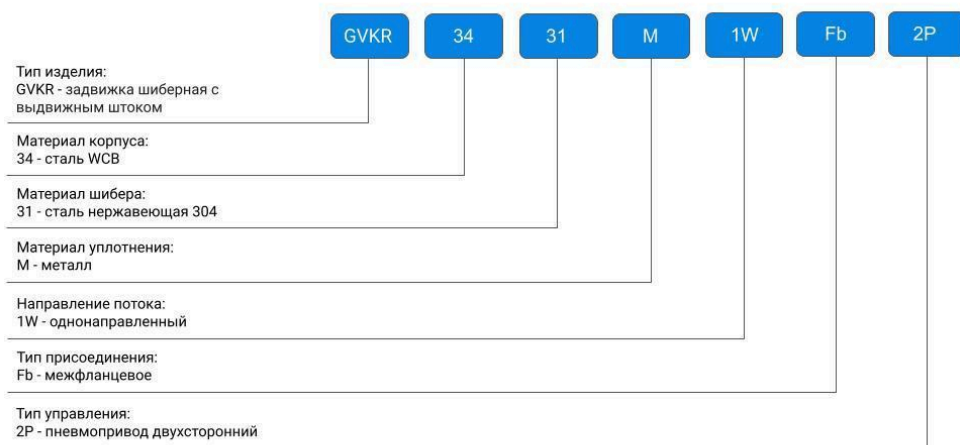 GVKR 34 31 M 1W Fb 2P
Тип изделия:
GVKR - задвижка шиберная с
выдвижным штоком
Материал корпуса:
34 - сталь WCB
Материал шибера:
31 - сталь нержавеющая 304
Материал уплотнения:
М - металл
Направление потока:
1W - однонаправленный
Тип присоединения:
Fb - межфланцевое
Тип управления:
2P - пневмопривод двухсторонний